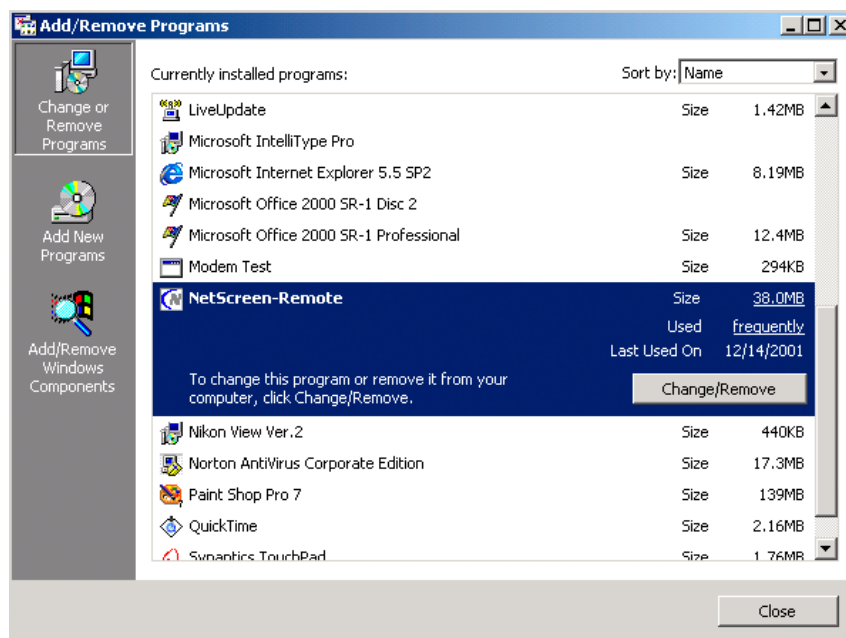 Add/Remove Programs
Change or
Remove
Programs
Add New
Programs
Add/Remove
Windows
Components
Currently installed programs:
Sort by: Name
LiveUpdate Size 1.42MB
Microsoft IntelliType Pro
Microsoft Internet Explorer 5.5 SP2 Size 8.19MB
Microsoft Office 2000 SR-1 Disc 2
Microsoft Office 2000 SR-1 Professional Size 12.4MB
Modem Test Size 294KB
NetScreen-Remote Size 38.0MB
Used frequently
Last Used On 12/14/2001
To change this program or remove it from your
computer, click Change/Remove.
Change/Remove
Nikon View Ver.2 Size 440KB
Norton AntiVirus Corporate Edition Size 17.3MB
Paint Shop Pro 7 Size 139MB
QuickTime Size 2.16MB
Synaptics TouchPad Size 1.76MB
Close